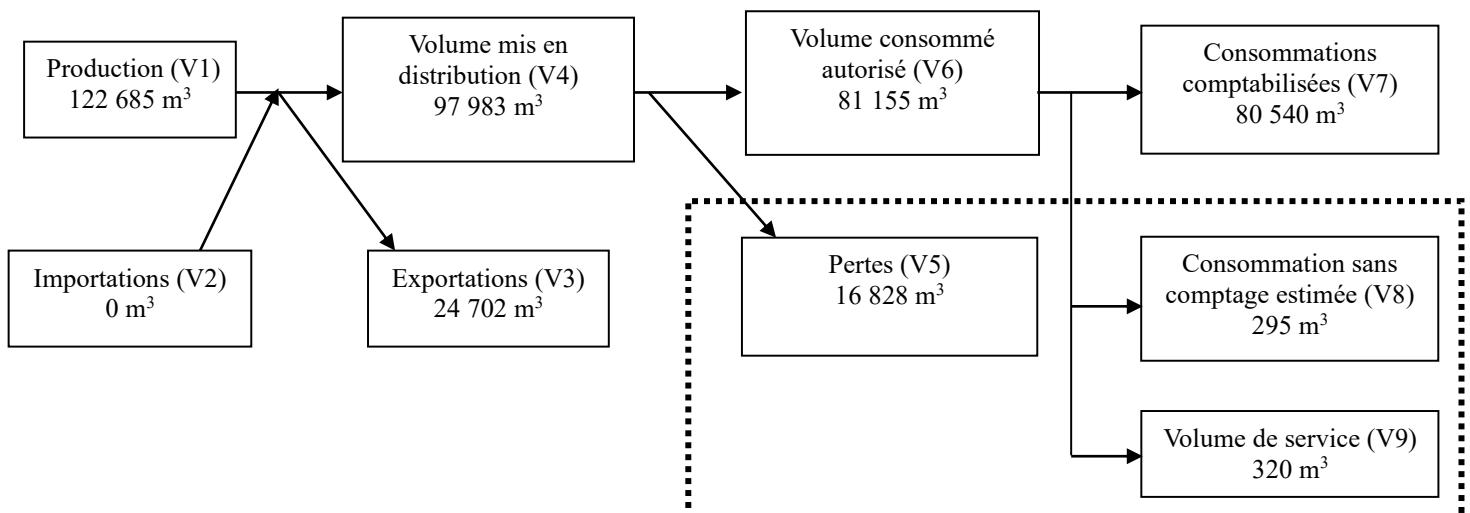 Production (V1)
122 685 m³
Volume mis en
distribution (V4)
97 983 m³
Volume consommé
autorisé (V6)
81 155 m³
Consommations
comptabilisées (V7)
80 540 m³
Importations (V2)
0 m³
Exportations (V3)
24 702 m³
Pertes (V5)
16 828 m³
Consommation sans
comptage estimée (V8)
295 m³
Volume de service (V9)
320 m³